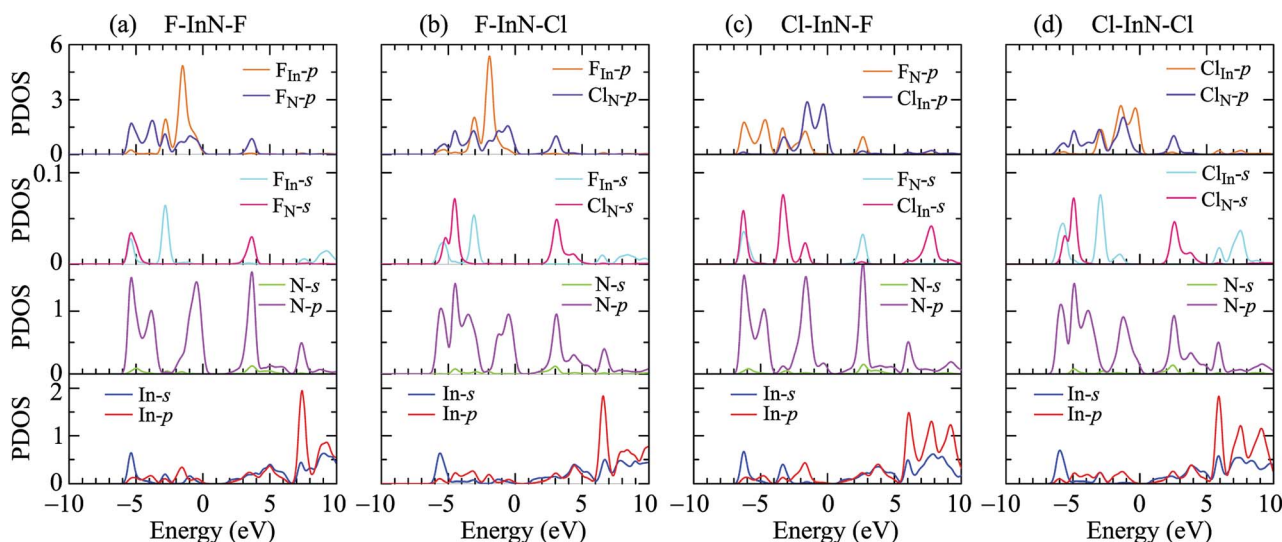 (a) F-InN-F
(b) F-InN-Cl
(c) Cl-InN-F
(d) Cl-InN-Cl
PDOS
6
3
0
F_In-p
F_N-p
F_In-p
Cl_N-p
F_N-p
Cl_In-p
Cl_In-p
Cl_N-p
0.1
0
F_In-s
F_N-s
F_In-s
Cl_N-s
F_N-s
Cl_In-s
Cl_In-s
Cl_N-s
PDOS
1
0
N-s
N-p
N-s
N-p
N-s
N-p
N-s
N-p
PDOS
2
1
0
In-s
In-p
In-s
In-p
In-s
In-p
In-s
In-p
−10 −5 0 5 10
−10 −5 0 5 10
−10 −5 0 5 10
−10 −5 0 5 10
Energy (eV)
Energy (eV)
Energy (eV)
Energy (eV)